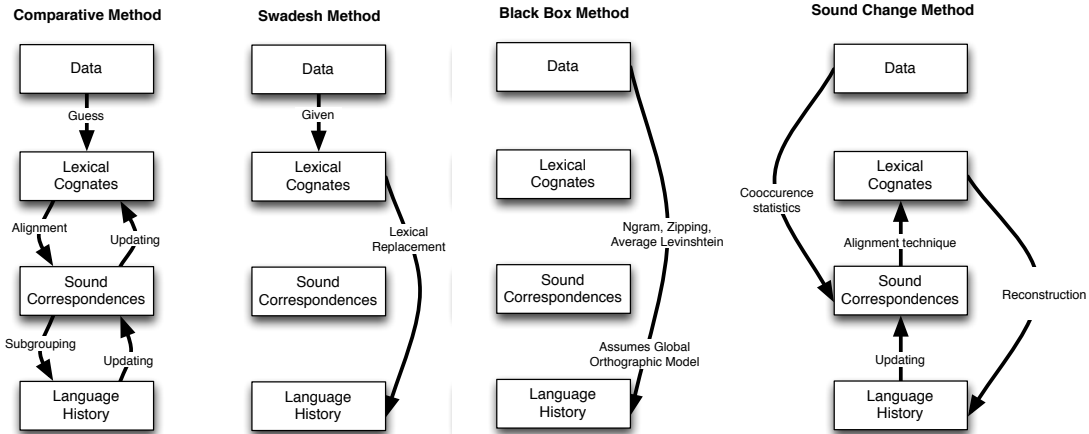 Comparative Method
Data
Guess
Lexical
Cognates
Alignment
Updating
Sound
Correspondences
Subgrouping
Updating
Language
History
Swadesh Method
Data
Given
Lexical
Cognates
Lexical
Replacement
Sound
Correspondences
Language
History
Black Box Method
Data
Lexical
Cognates
Ngram, Zipping,
Average Levinshtein
Sound
Correspondences
Assumes Global
Orthographic Model
Language
History
Sound Change Method
Data
Cooccurence
statistics
Lexical
Cognates
Alignment technique
Sound
Correspondences
Reconstruction
Updating
Language
History